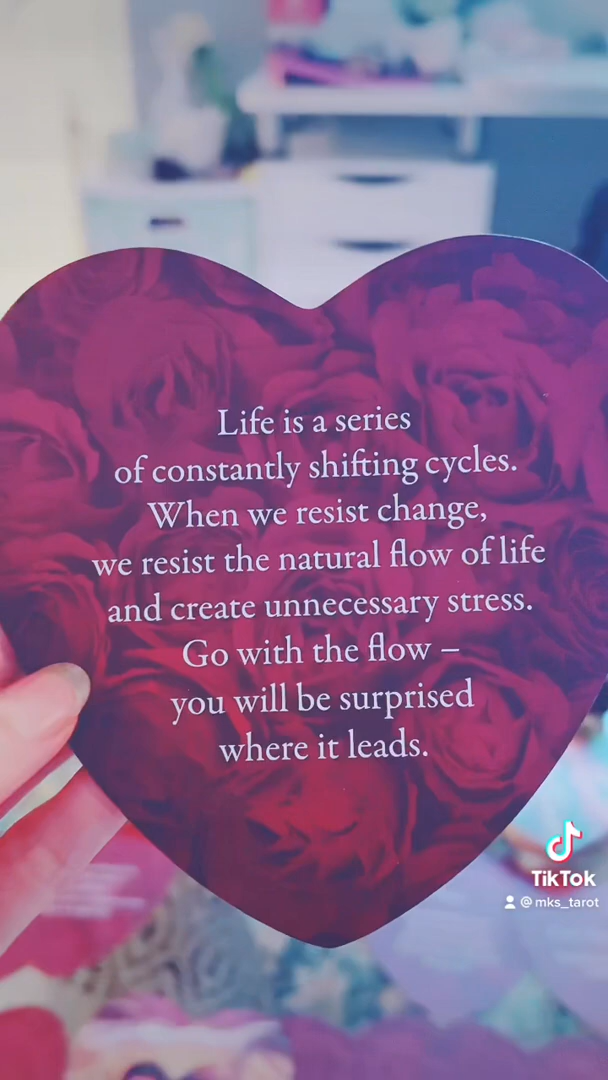 Life is a series
of constantly shifting cycles.
When we resist change,
we resist the natural flow of life
and create unnecessary stress.
Go with the flow –
you will be surprised
where it leads.
TikTok
@mks_tarot